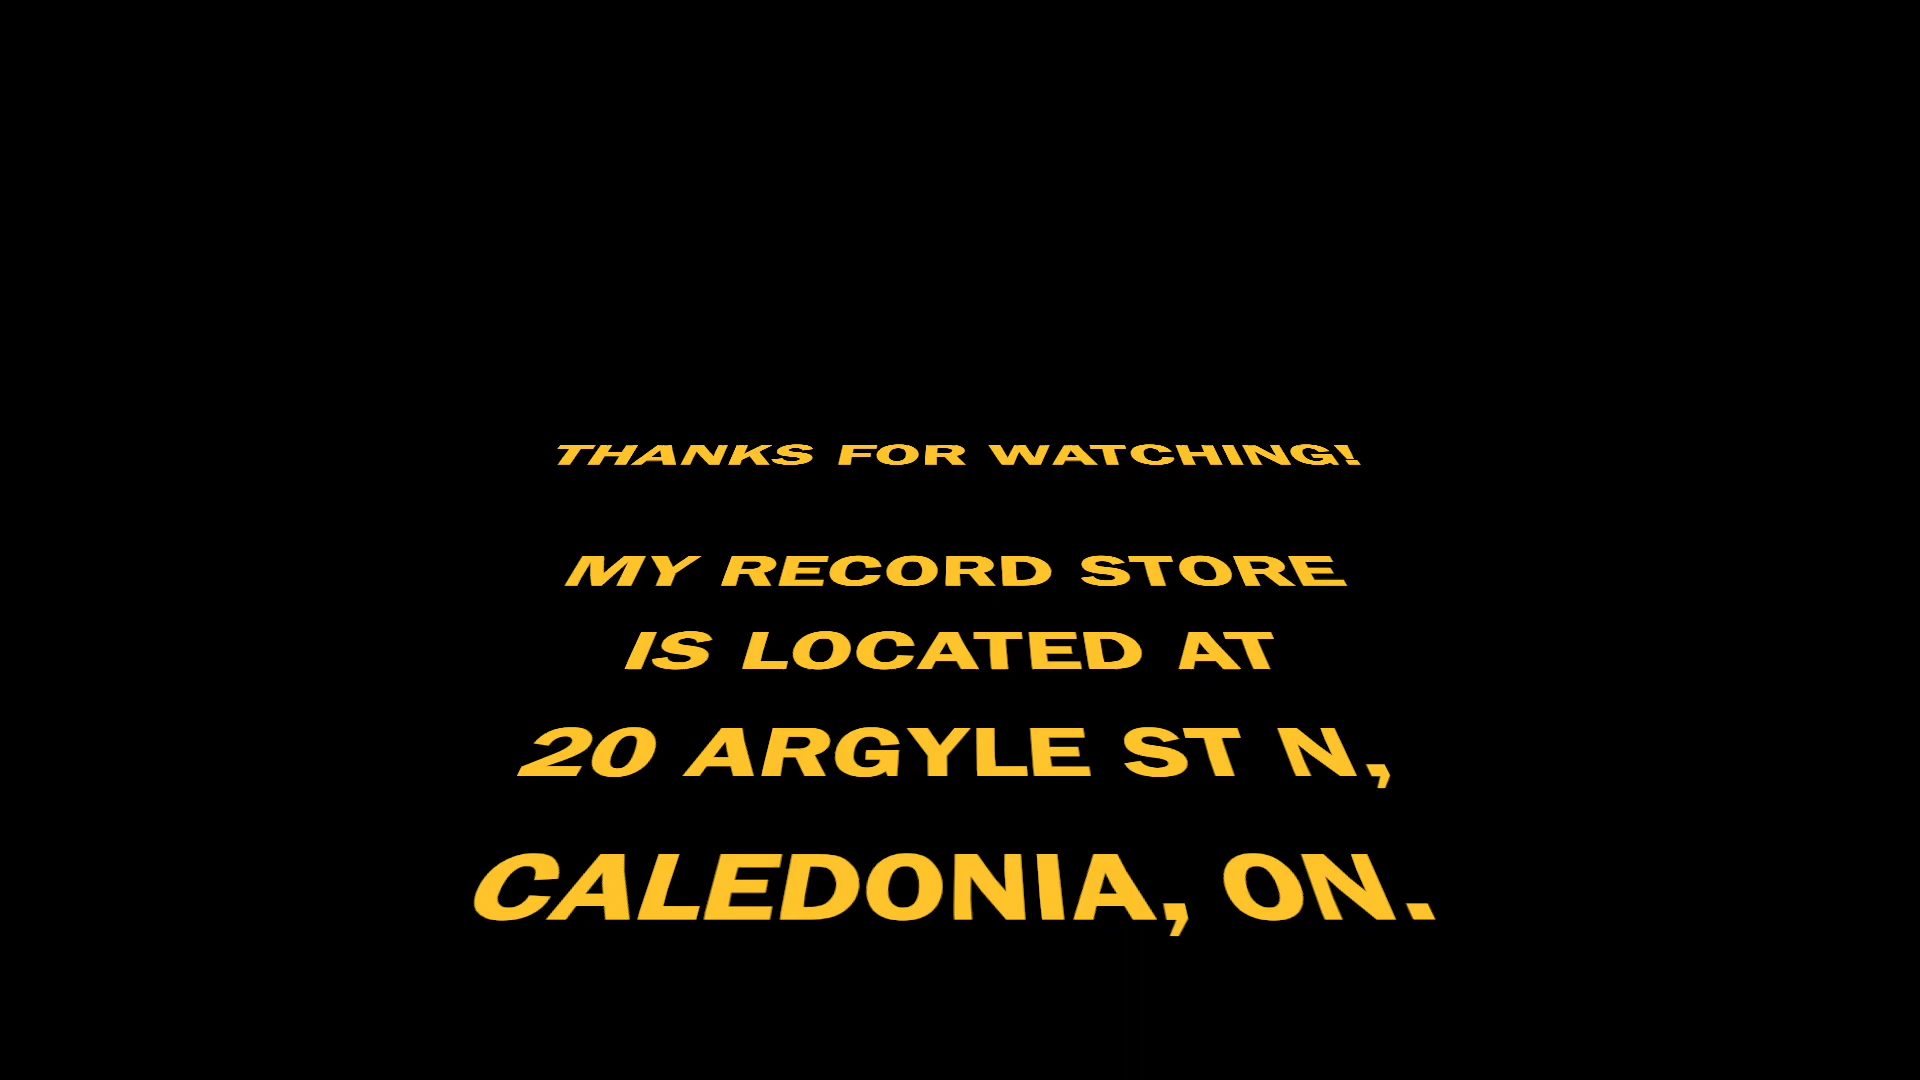 THANKS FOR WATCHING!
MY RECORD STORE
IS LOCATED AT
20 ARGYLE ST N,
CALEDONIA, ON.